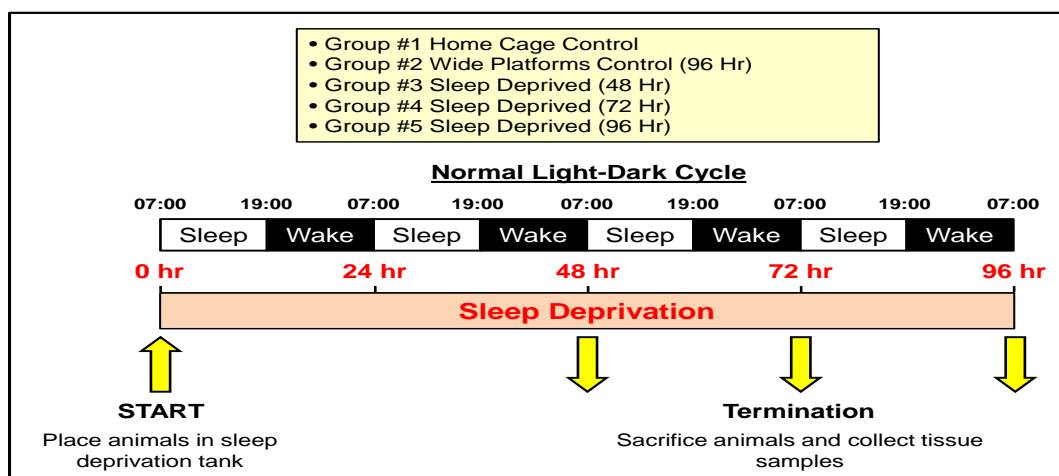 • Group #1 Home Cage Control
• Group #2 Wide Platforms Control (96 Hr)
• Group #3 Sleep Deprived (48 Hr)
• Group #4 Sleep Deprived (72 Hr)
• Group #5 Sleep Deprived (96 Hr)
Normal Light-Dark Cycle
07:00 19:00 07:00 19:00 07:00 19:00 07:00 19:00 07:00
Sleep Wake Sleep Wake Sleep Wake Sleep Wake
0 hr 24 hr 48 hr 72 hr 96 hr
Sleep Deprivation
START
Place animals in sleep
deprivation tank
Termination
Sacrifice animals and collect tissue
samples